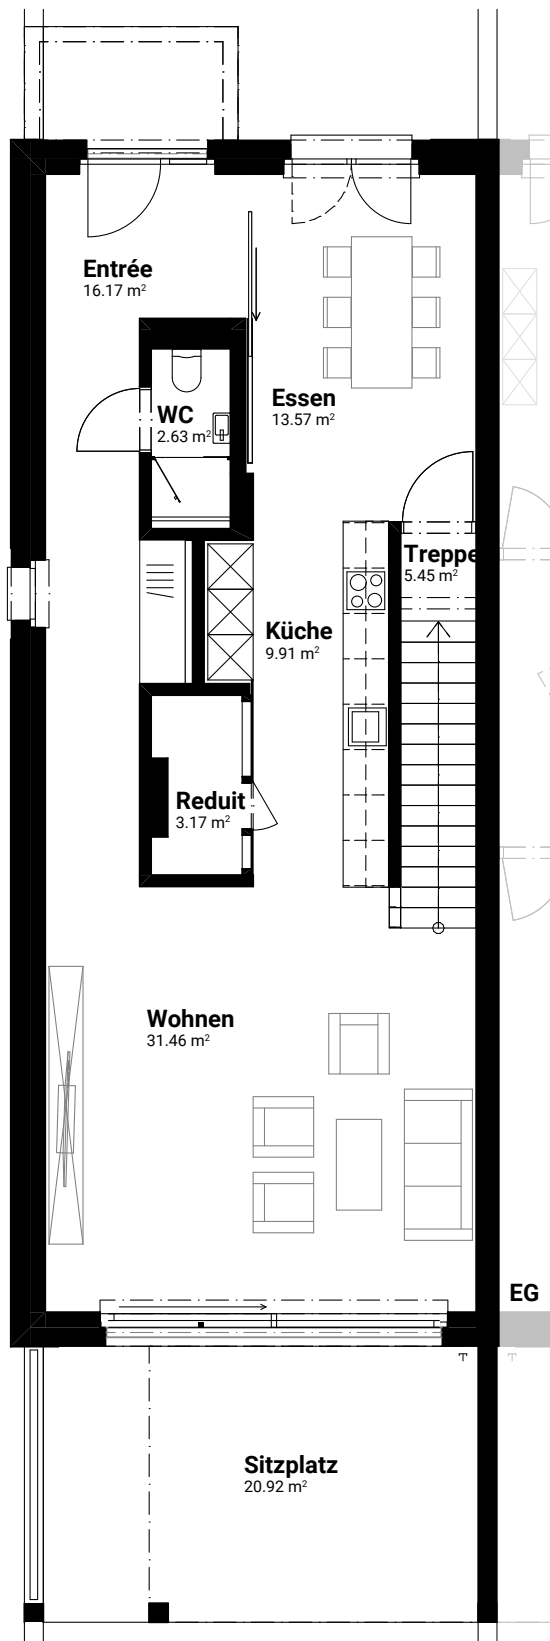 Entrée
16.17 m²
Essen
13.57 m²
WC
2.63 m²
Treppe
5.45 m²
Küche
9.91 m²
Reduit
3.17 m²
Wohnen
31.46 m²
EG
Sitzplatz
20.92 m²